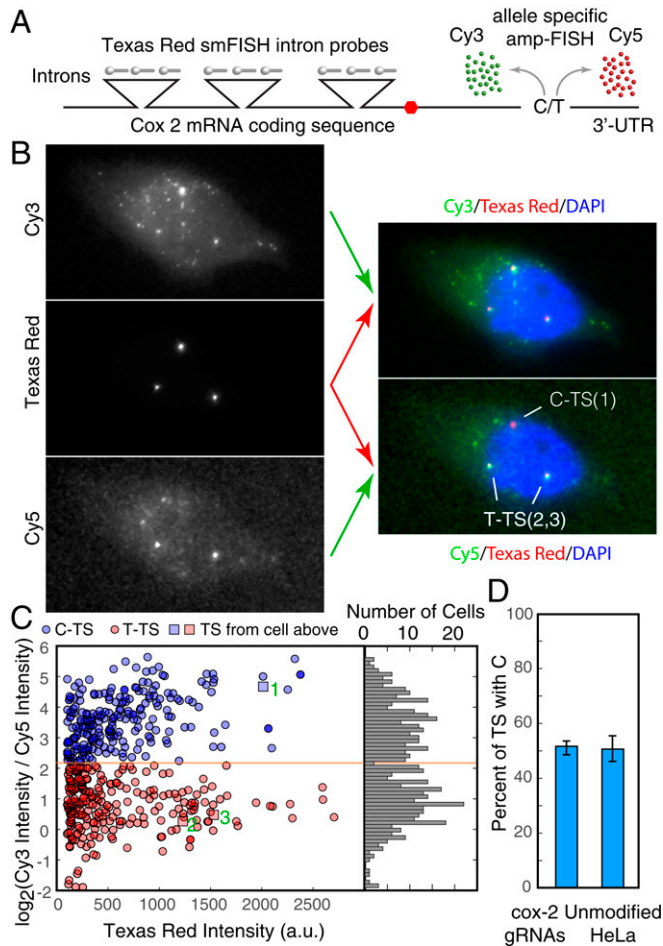 A
allele specific
amp-FISH
Texas Red smFISH intron probes
Cy3
Cy5
Introns
C/T
Cox 2 mRNA coding sequence
3'-UTR
B
Cy3
Texas Red
Cy5
Cy3/Texas Red/DAPI
C-TS(1)
T-TS(2,3)
Cy5/Texas Red/DAPI
C
C-TS
T-TS
TS from cell above
Number of Cells
0 10 20
log2(Cy3 Intensity / Cy5 Intensity)
6
5
4
3
2
1
0
-1
-2
1
2
3
0 500 1000 1500 2000 2500
Texas Red Intensity (a.u.)
D
Percent of TS with C
100
80
60
40
20
0
cox-2 Unmodified
gRNAs HeLa